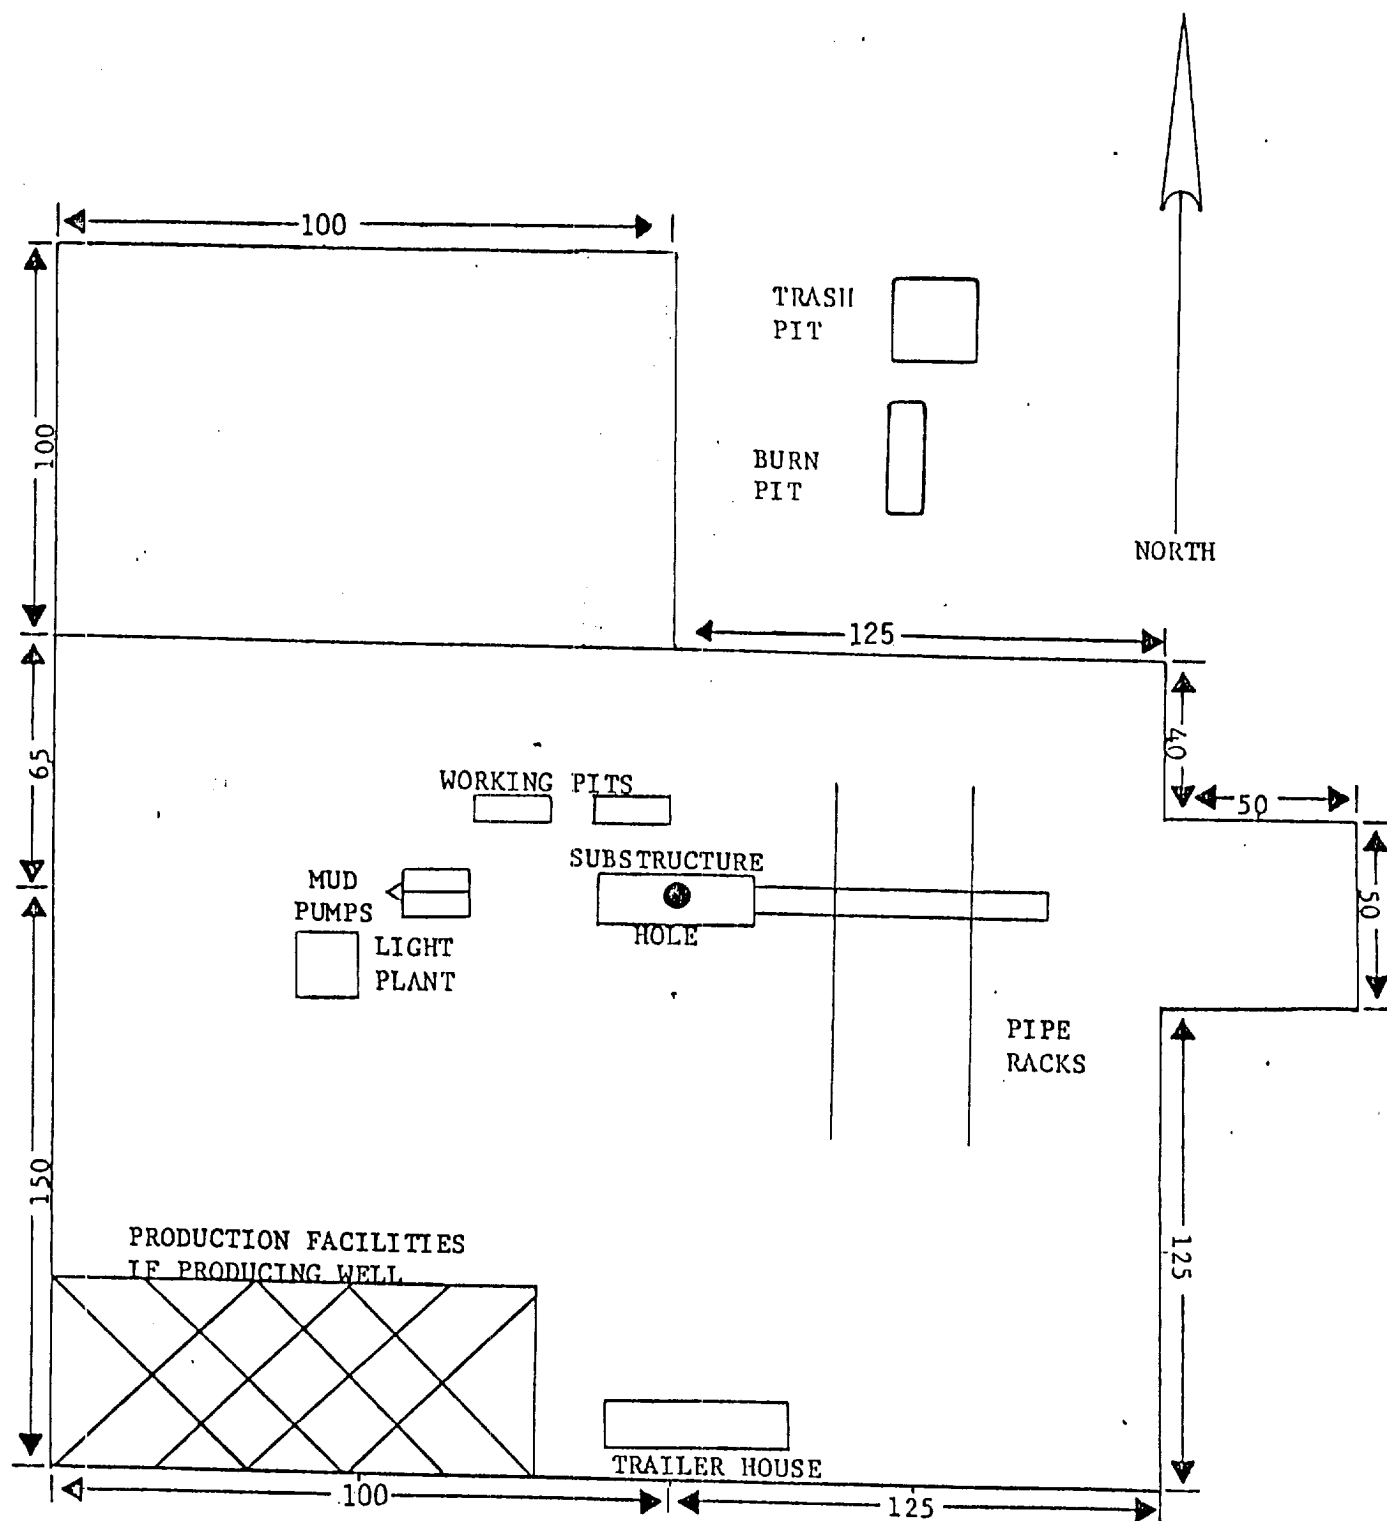 100
TRASH
PIT
100
BURN
PIT
NORTH
125
40
65
WORKING PITS
50
SUBSTRUCTURE
MUD
PUMPS
HOLE
50
LIGHT
PLANT
PIPE
RACKS
150
125
PRODUCTION FACILITIES
IF PRODUCING WELL
TRAILER HOUSE
100
125